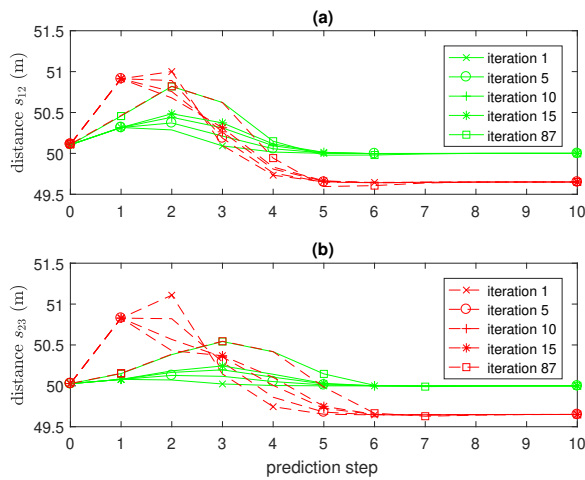 (a)
51.5
51
50.5
50
49.5
distance s12 (m)
iteration 1
iteration 5
iteration 10
iteration 15
iteration 87
0 1 2 3 4 5 6 7 8 9 10
(b)
51.5
51
50.5
50
49.5
distance s23 (m)
iteration 1
iteration 5
iteration 10
iteration 15
iteration 87
0 1 2 3 4 5 6 7 8 9 10
prediction step